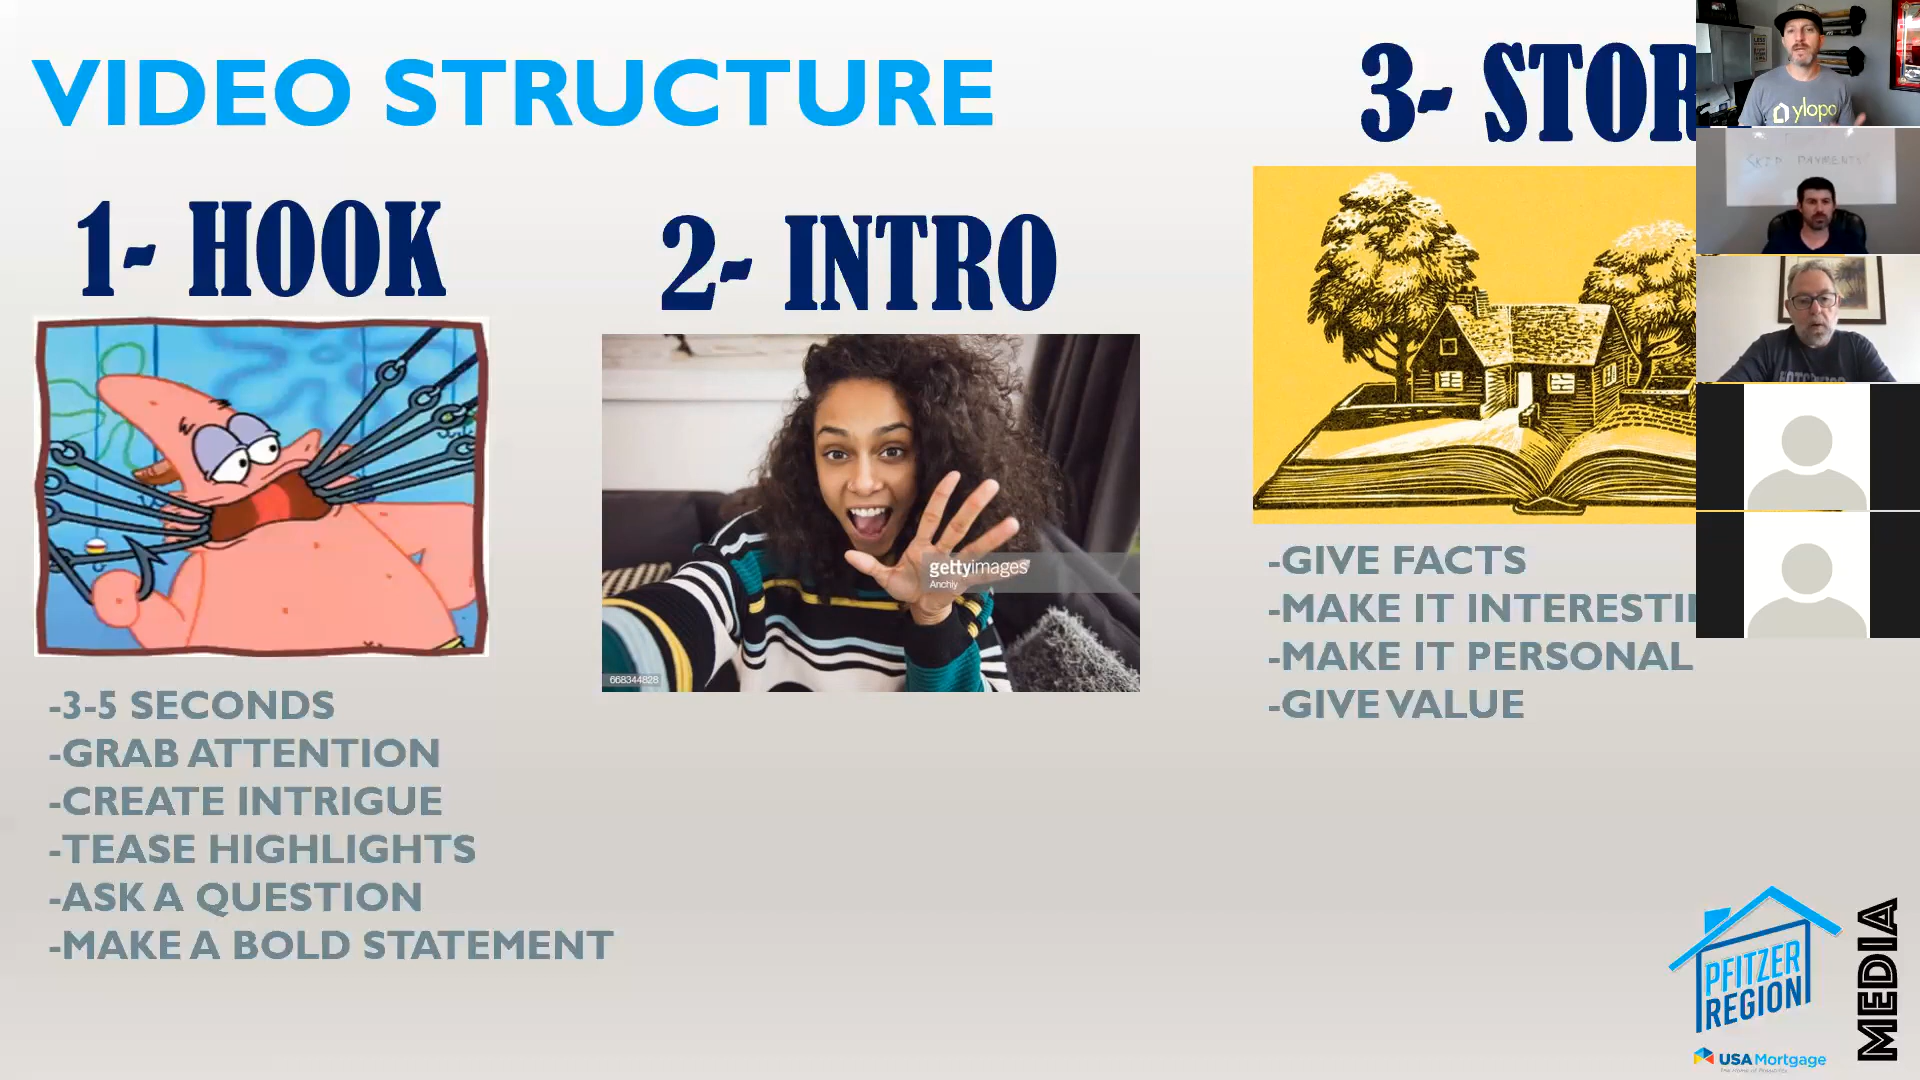 VIDEO STRUCTURE
1- HOOK
-3-5 SECONDS
-GRAB ATTENTION
-CREATE INTRIGUE
-TEASE HIGHLIGHTS
-ASK A QUESTION
-MAKE A BOLD STATEMENT
2- INTRO
gettyimages
Anchiy
668344828
3- STOR
-GIVE FACTS
-MAKE IT INTERESTI
-MAKE IT PERSONAL
-GIVE VALUE
ylopo
SKIP PAYMENTS
PFITZER
REGION
MEDIA
USA Mortgage